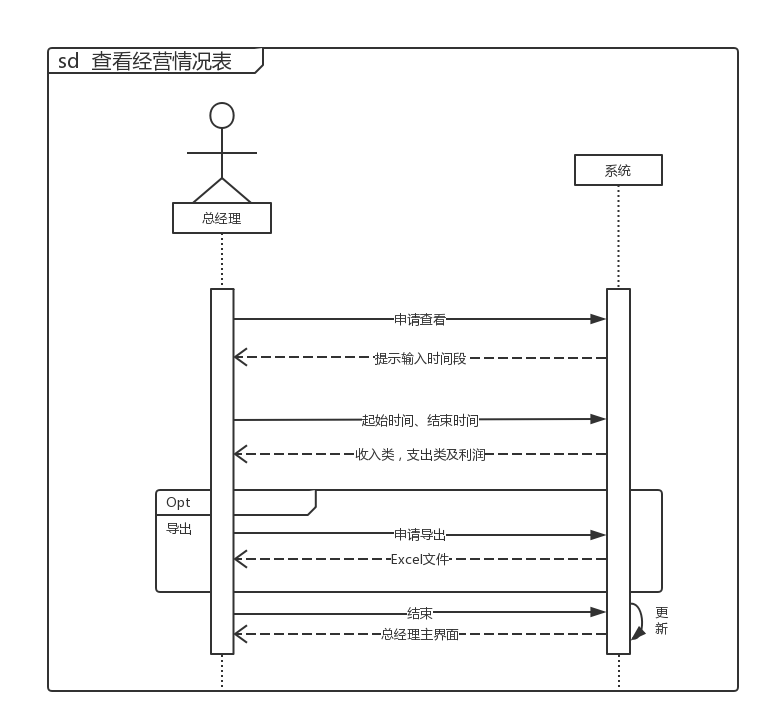 sd 查看经营情况表
系统
总经理
申请查看
提示输入时间段
起始时间、结束时间
收入类，支出类及利润
Opt
导出
申请导出
Excel文件
结束
更
新
总经理主界面